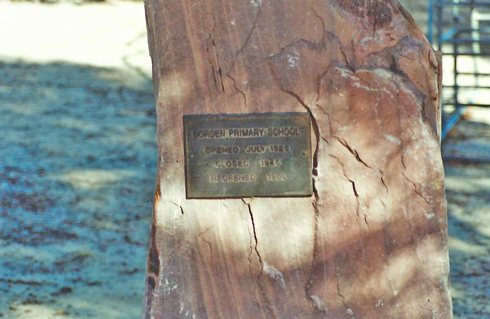 BORDEN PRIMARY SCHOOL
OPENED JULY
CLOSED
REOPENED